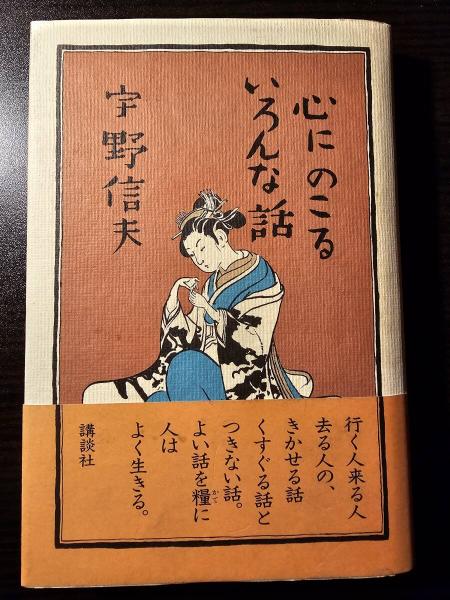 心にのこる
いろんな話
宇野信夫
行く人来る人
去る人の、
きかせる話
くすぐる話と
つきない話。
よい話を糧に
かて
人は
よく生きる。
講談社